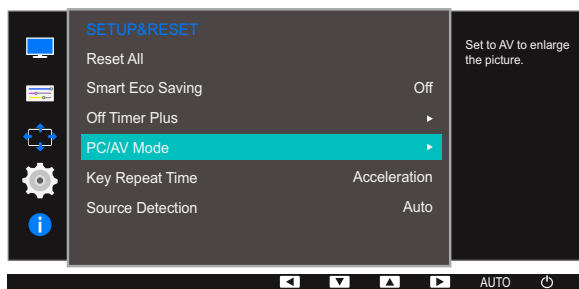 SETUP&RESET
Reset All
Smart Eco Saving Off
Off Timer Plus
PC/AV Mode
Key Repeat Time Acceleration
Source Detection Auto
Set to AV to enlarge
the picture.
AUTO